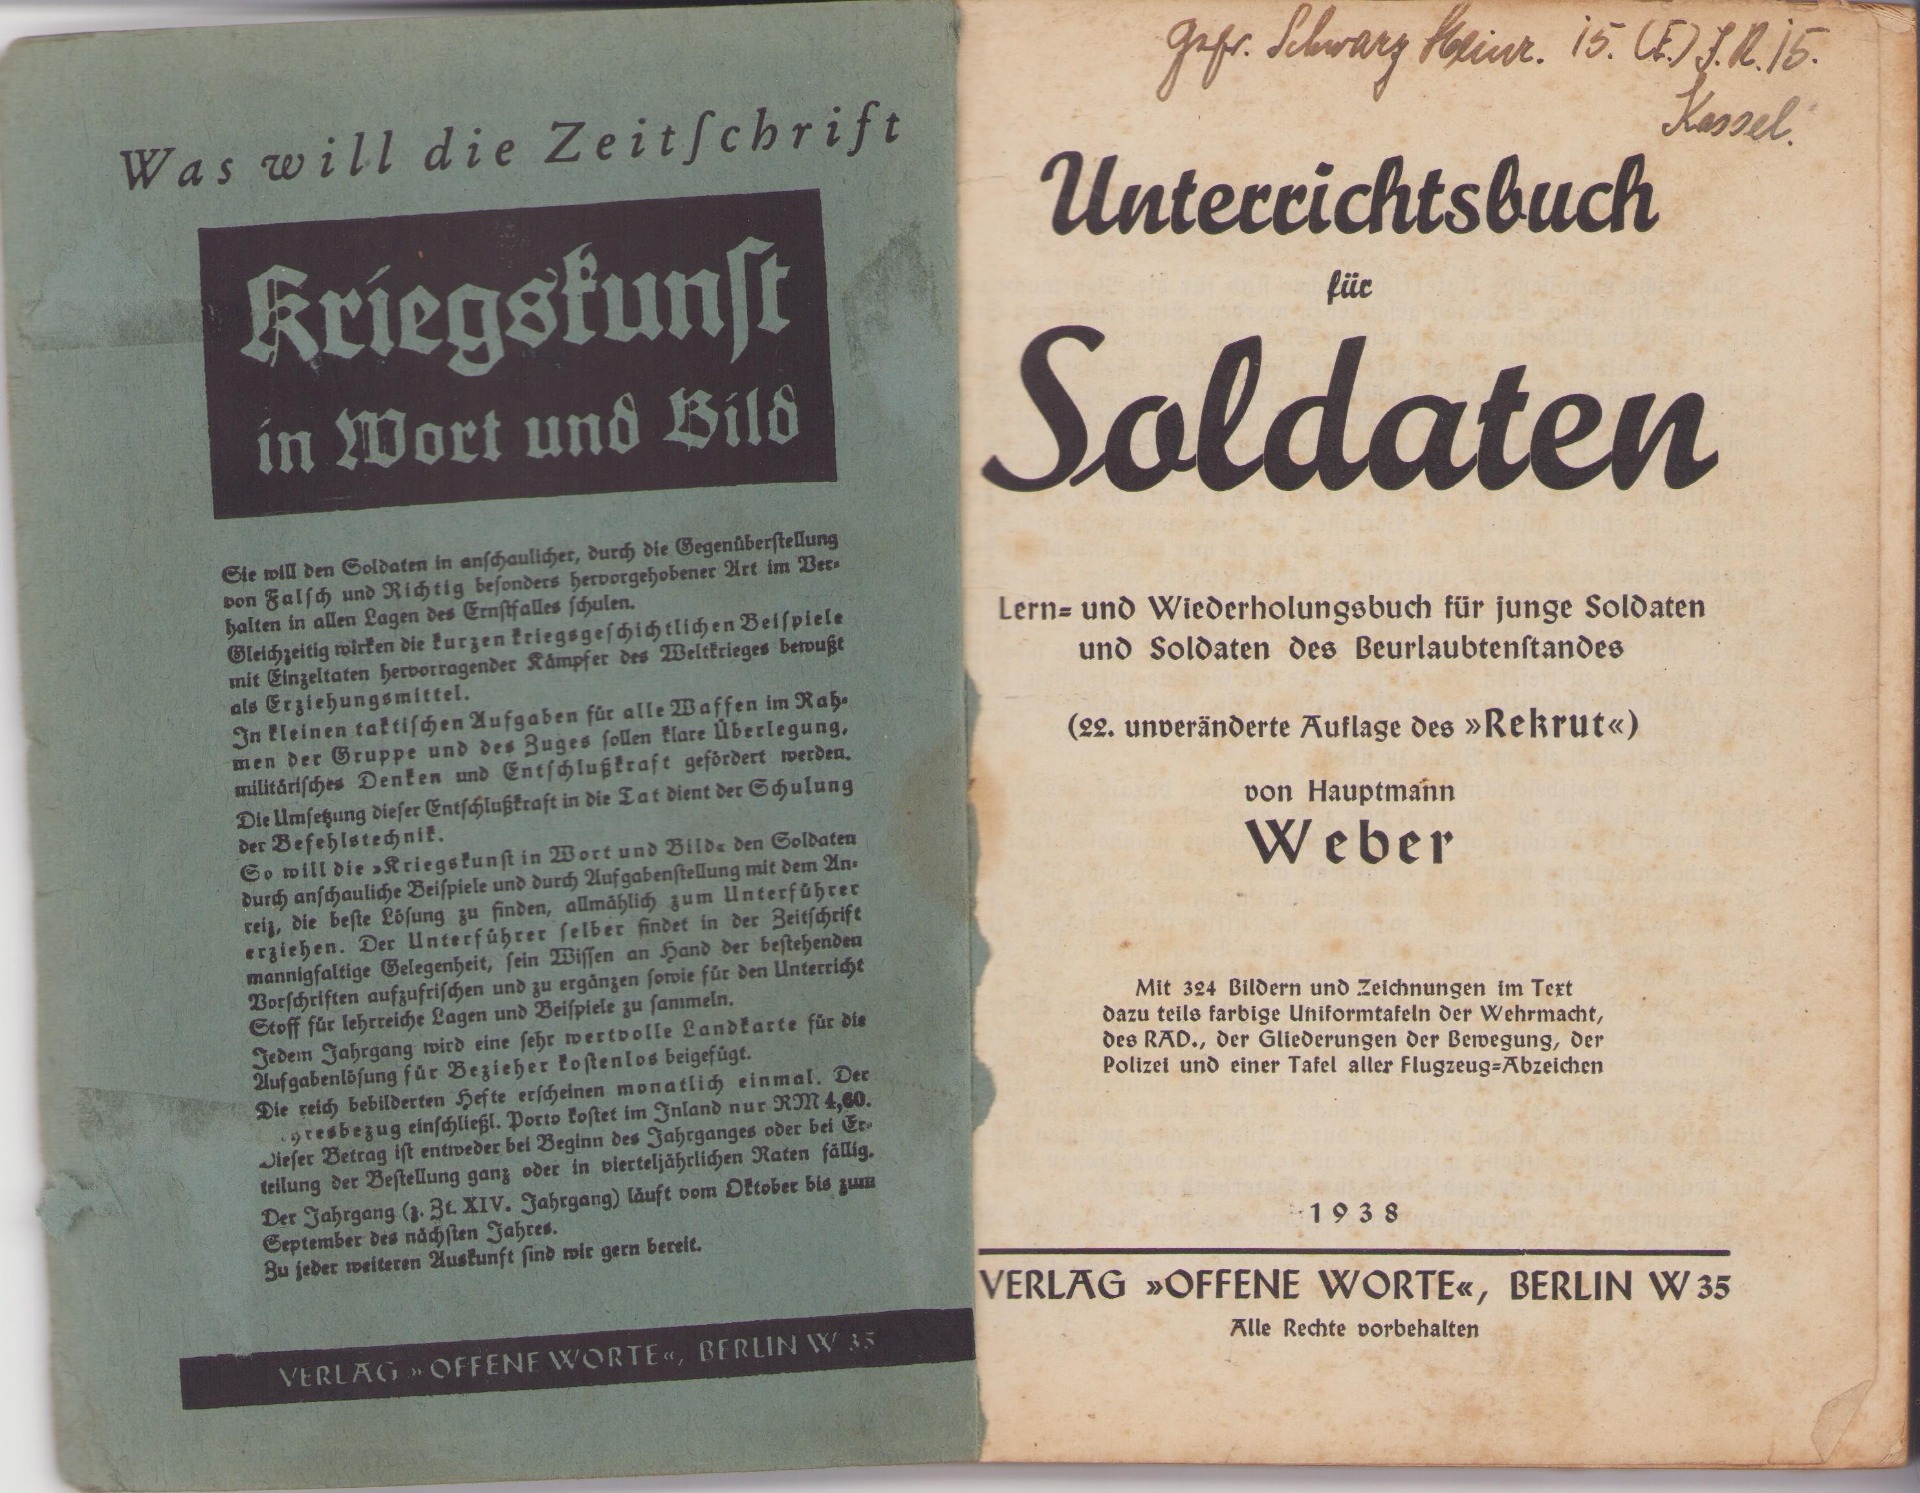 Was will die Zeitſchrift
Kriegskunſt
in Wort und Bild
Sie will den Soldaten in anſchaulicher, durch die Gegenüberſtellung
von Falſch und Richtig beſonders hervorgehobener Art im Ver-
halten in allen Lagen des Ernſtfalles ſchulen.
Gleichzeitig wirken die kurzen kriegsgeſchichtlichen Beiſpiele
mit Einzeltaten hervorragender Kämpfer des Weltkrieges bewußt
als Erziehungsmittel.
In kleinen taktiſchen Aufgaben für alle Waffen im Rah-
men der Gruppe und des Zuges ſollen klare Überlegung,
militäriſches Denken und Entſchlußkraft gefördert werden.
Die Umſetzung dieſer Entſchlußkraft in die Tat dient der Schulung
der Befehlstechnik.
So will die »Kriegskunſt in Wort und Bild« den Soldaten
durch anſchauliche Beiſpiele und durch Aufgabenſtellung mit dem An-
reiz, die beſte Löſung zu finden, allmählich zum Unterführer
erziehen. Der Unterführer ſelber findet in der Zeitſchrift
mannigfaltige Gelegenheit, ſein Wiſſen an Hand der beſtehenden
Vorſchriften aufzufriſchen und zu ergänzen ſowie für den Unterricht
Stoff für lehrreiche Lagen und Beiſpiele zu ſammeln.
Jedem Jahrgang wird eine ſehr wertvolle Landkarte für die
Aufgabenlöſung für Bezieher koſtenlos beigefügt.
Die reich bebilderten Hefte erſcheinen monatlich einmal. Der
hresbezug einſchließl. Porto koſtet im Inland nur RM 4,60.
Dieſer Betrag iſt entweder bei Beginn des Jahrganges oder bei Er-
teilung der Beſtellung ganz oder in vierteljährlichen Raten fällig.
Der Jahrgang (z. Zt. XIV. Jahrgang) läuft vom Oktober bis zum
September des nächſten Jahres.
Zu jeder weiteren Auskunft ſind wir gern bereit.
VERLAG »OFFENE WORTE«, BERLIN W 35
Gefr. Schwarz Heinr. 15. (E.) J.R. 15.
Kassel.
Unterrichtsbuch
für
Soldaten
Lern= und Wiederholungsbuch für junge Soldaten
und Soldaten des Beurlaubtenſtandes
(22. unveränderte Auflage des »Rekrut«)
von Hauptmann
Weber
Mit 324 Bildern und Zeichnungen im Text
dazu teils farbige Uniformtafeln der Wehrmacht,
des RAD., der Gliederungen der Bewegung, der
Polizei und einer Tafel aller Flugzeug=Abzeichen
1938
VERLAG »OFFENE WORTE«, BERLIN W 35
Alle Rechte vorbehalten